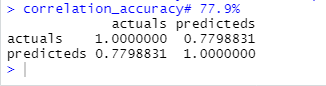 > correlation_accuracy# 77.9%
actuals predicteds
actuals 1.0000000 0.7798831
predicteds 0.7798831 1.0000000
>